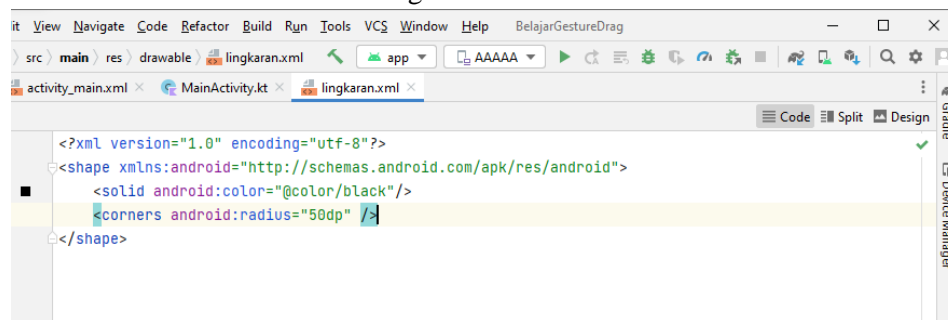 it View Navigate Code Refactor Build Run Tools VCS Window Help BelajarGestureDrag
src main res drawable lingkaran.xml app AAAAA
activity_main.xml MainActivity.kt lingkaran.xml
Code Split Design
<?xml version="1.0" encoding="utf-8"?>
<shape xmlns:android="http://schemas.android.com/apk/res/android">
<solid android:color="@color/black"/>
<corners android:radius="50dp" />
</shape>
Device Manager